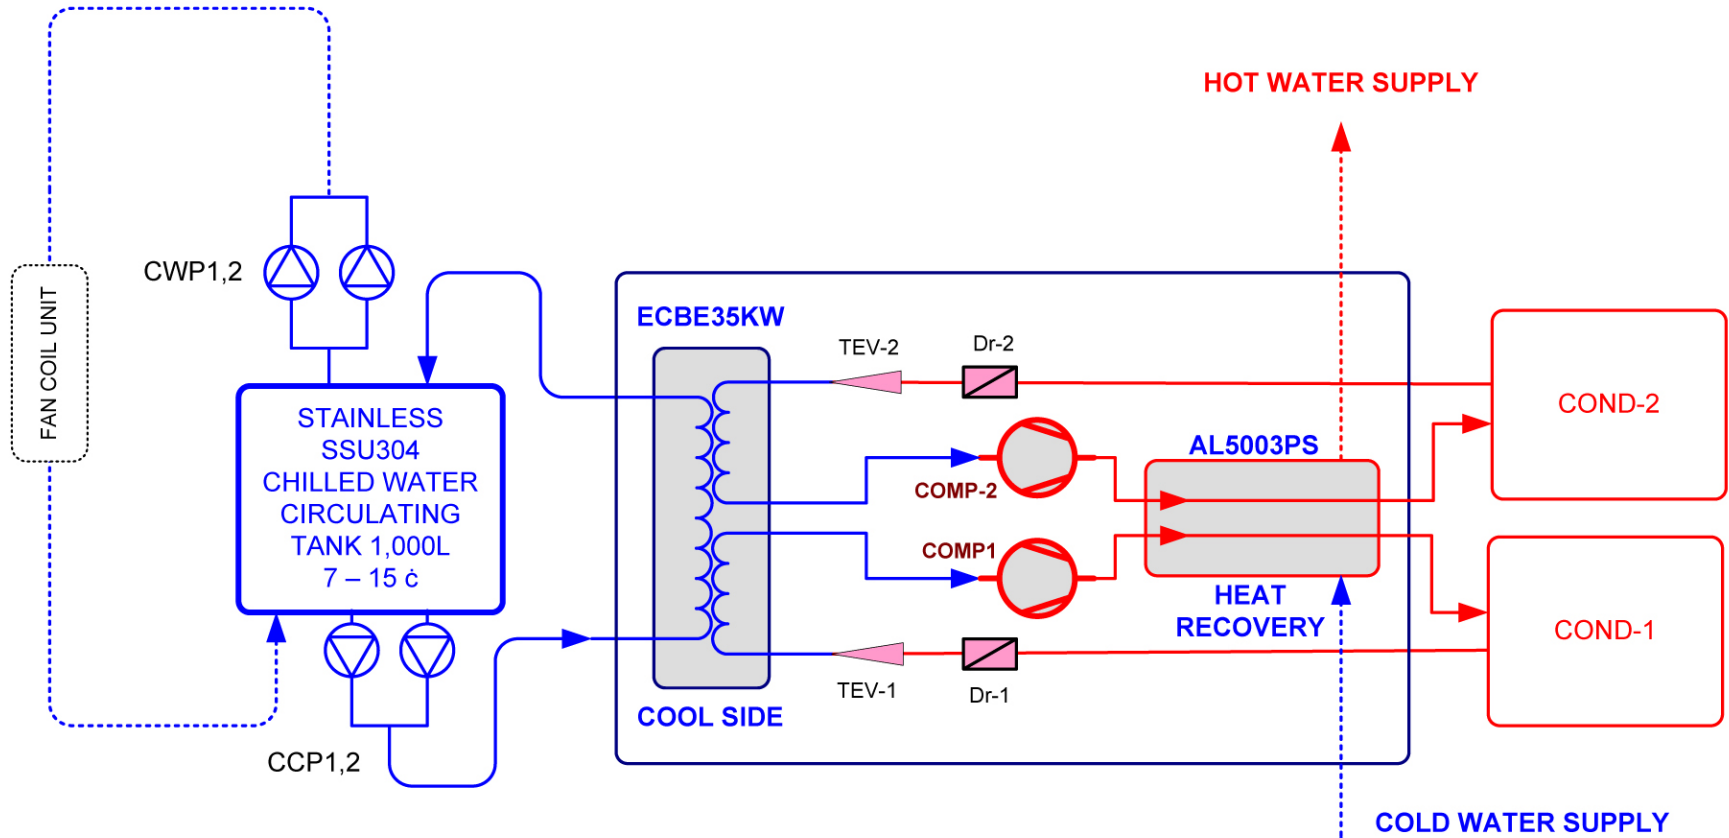 HOT WATER SUPPLY
CWP1,2
FAN COIL UNIT
ECBE35KW
TEV-2
Dr-2
STAINLESS
SSU304
CHILLED WATER
CIRCULATING
TANK 1,000L
7 – 15 ċ
COND-2
AL5003PS
COMP-2
COMP1
HEAT
RECOVERY
COND-1
TEV-1
Dr-1
COOL SIDE
CCP1,2
COLD WATER SUPPLY